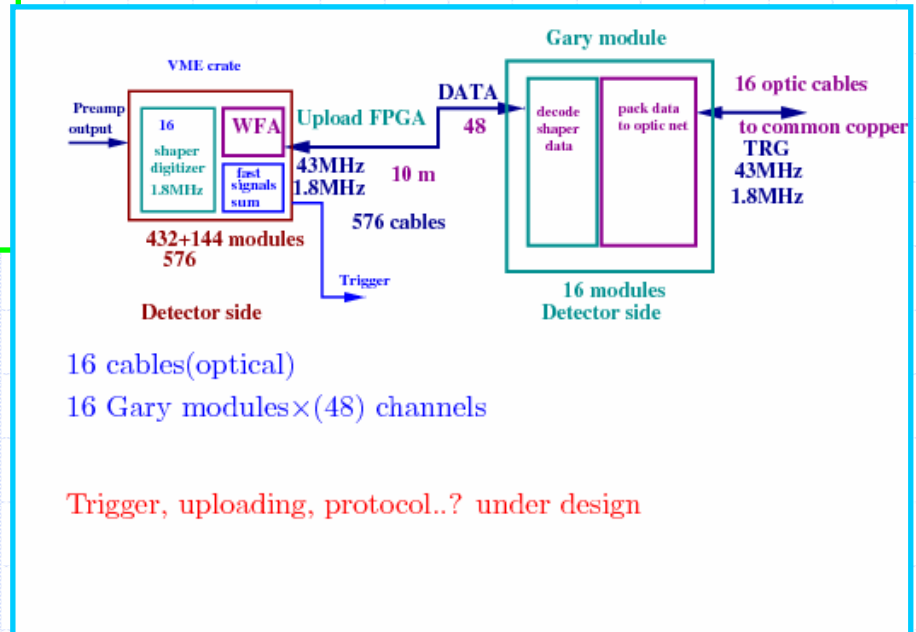 Gary module
VME crate
Preamp
output
16
shaper
digitizer
1.8MHz
WFA
fast
signals
sum
Upload FPGA
43MHz
1.8MHz
DATA
48
10 m
576 cables
decode
shaper
data
pack data
to optic net
16 optic cables
to common copper
TRG
43MHz
1.8MHz
432+144 modules
576
Trigger
Detector side
16 modules
Detector side
16 cables(optical)
16 Gary modules×(48) channels
Trigger, uploading, protocol..? under design